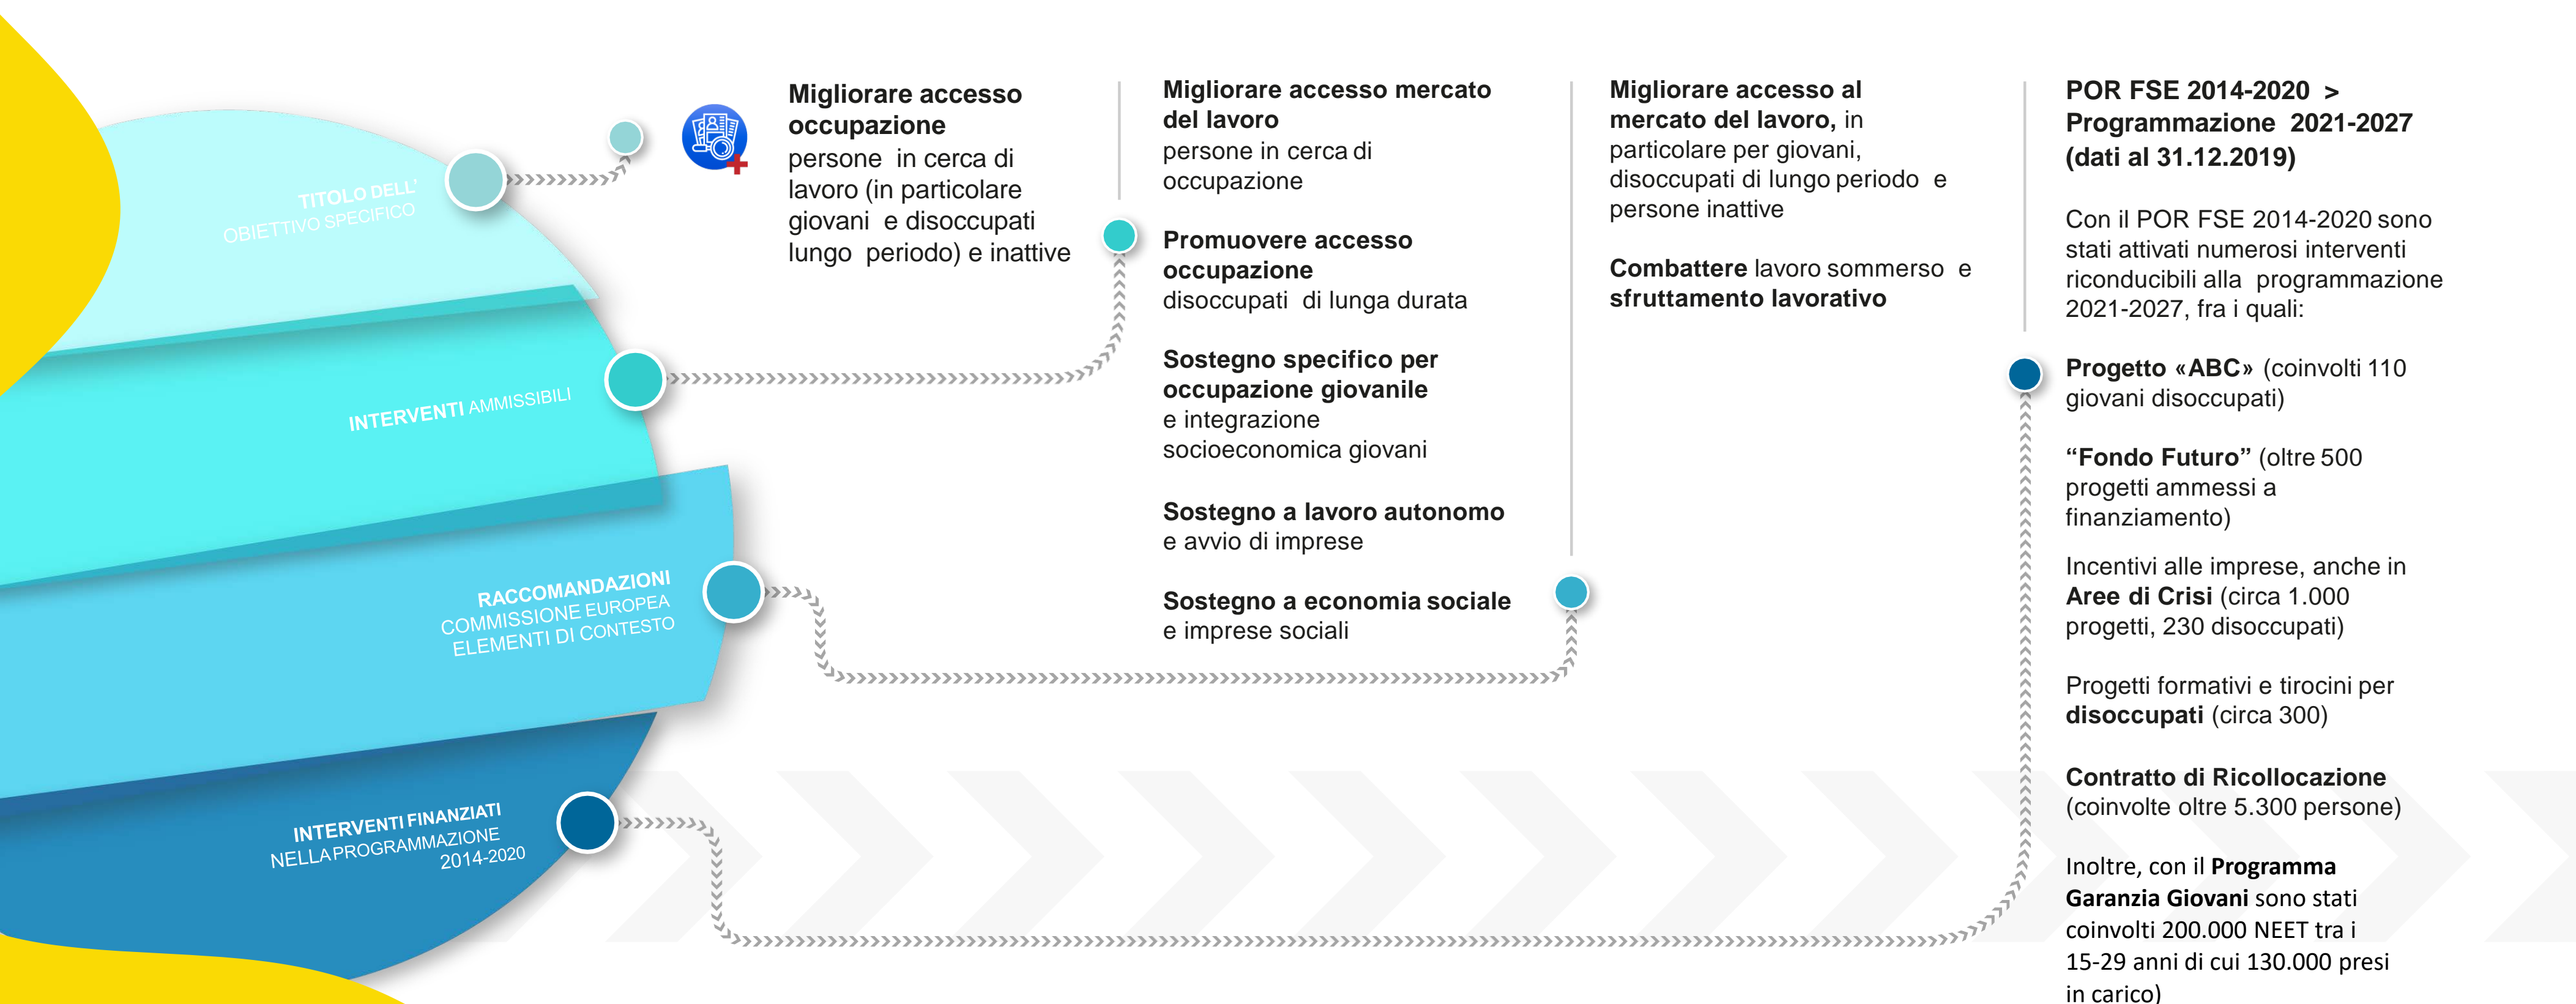 TITOLO DELL'
OBIETTIVO SPECIFICO
INTERVENTI AMMISSIBILI
RACCOMANDAZIONI
COMMISSIONE EUROPEA
ELEMENTI DI CONTESTO
INTERVENTI FINANZIATI
NELLA PROGRAMMAZIONE
2014-2020
Migliorare accesso
occupazione
persone in cerca di
lavoro (in particolare
giovani e disoccupati
lungo periodo) e inattive
Migliorare accesso mercato
del lavoro
persone in cerca di
occupazione
Promuovere accesso
occupazione
disoccupati di lunga durata
Sostegno specifico per
occupazione giovanile
e integrazione
socioeconomica giovani
Sostegno a lavoro autonomo
e avvio di imprese
Sostegno a economia sociale
e imprese sociali
Migliorare accesso al
mercato del lavoro, in
particolare per giovani,
disoccupati di lungo periodo e
persone inattive
Combattere lavoro sommerso e
sfruttamento lavorativo
POR FSE 2014-2020 >
Programmazione 2021-2027
(dati al 31.12.2019)
Con il POR FSE 2014-2020 sono
stati attivati numerosi interventi
riconducibili alla programmazione
2021-2027, fra i quali:
Progetto «ABC» (coinvolti 110
giovani disoccupati)
“Fondo Futuro” (oltre 500
progetti ammessi a
finanziamento)
Incentivi alle imprese, anche in
Aree di Crisi (circa 1.000
progetti, 230 disoccupati)
Progetti formativi e tirocini per
disoccupati (circa 300)
Contratto di Ricollocazione
(coinvolte oltre 5.300 persone)
Inoltre, con il Programma
Garanzia Giovani sono stati
coinvolti 200.000 NEET tra i
15-29 anni di cui 130.000 presi
in carico)